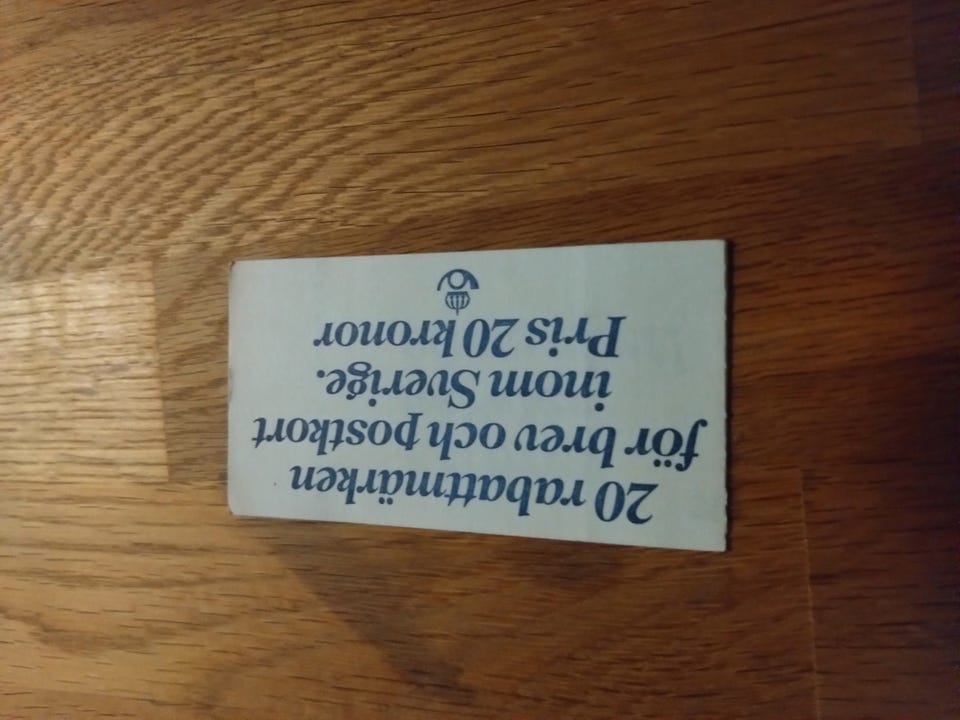 20 rabattmärken
för brev och postkort
inom Sverige.
Pris 20 kronor